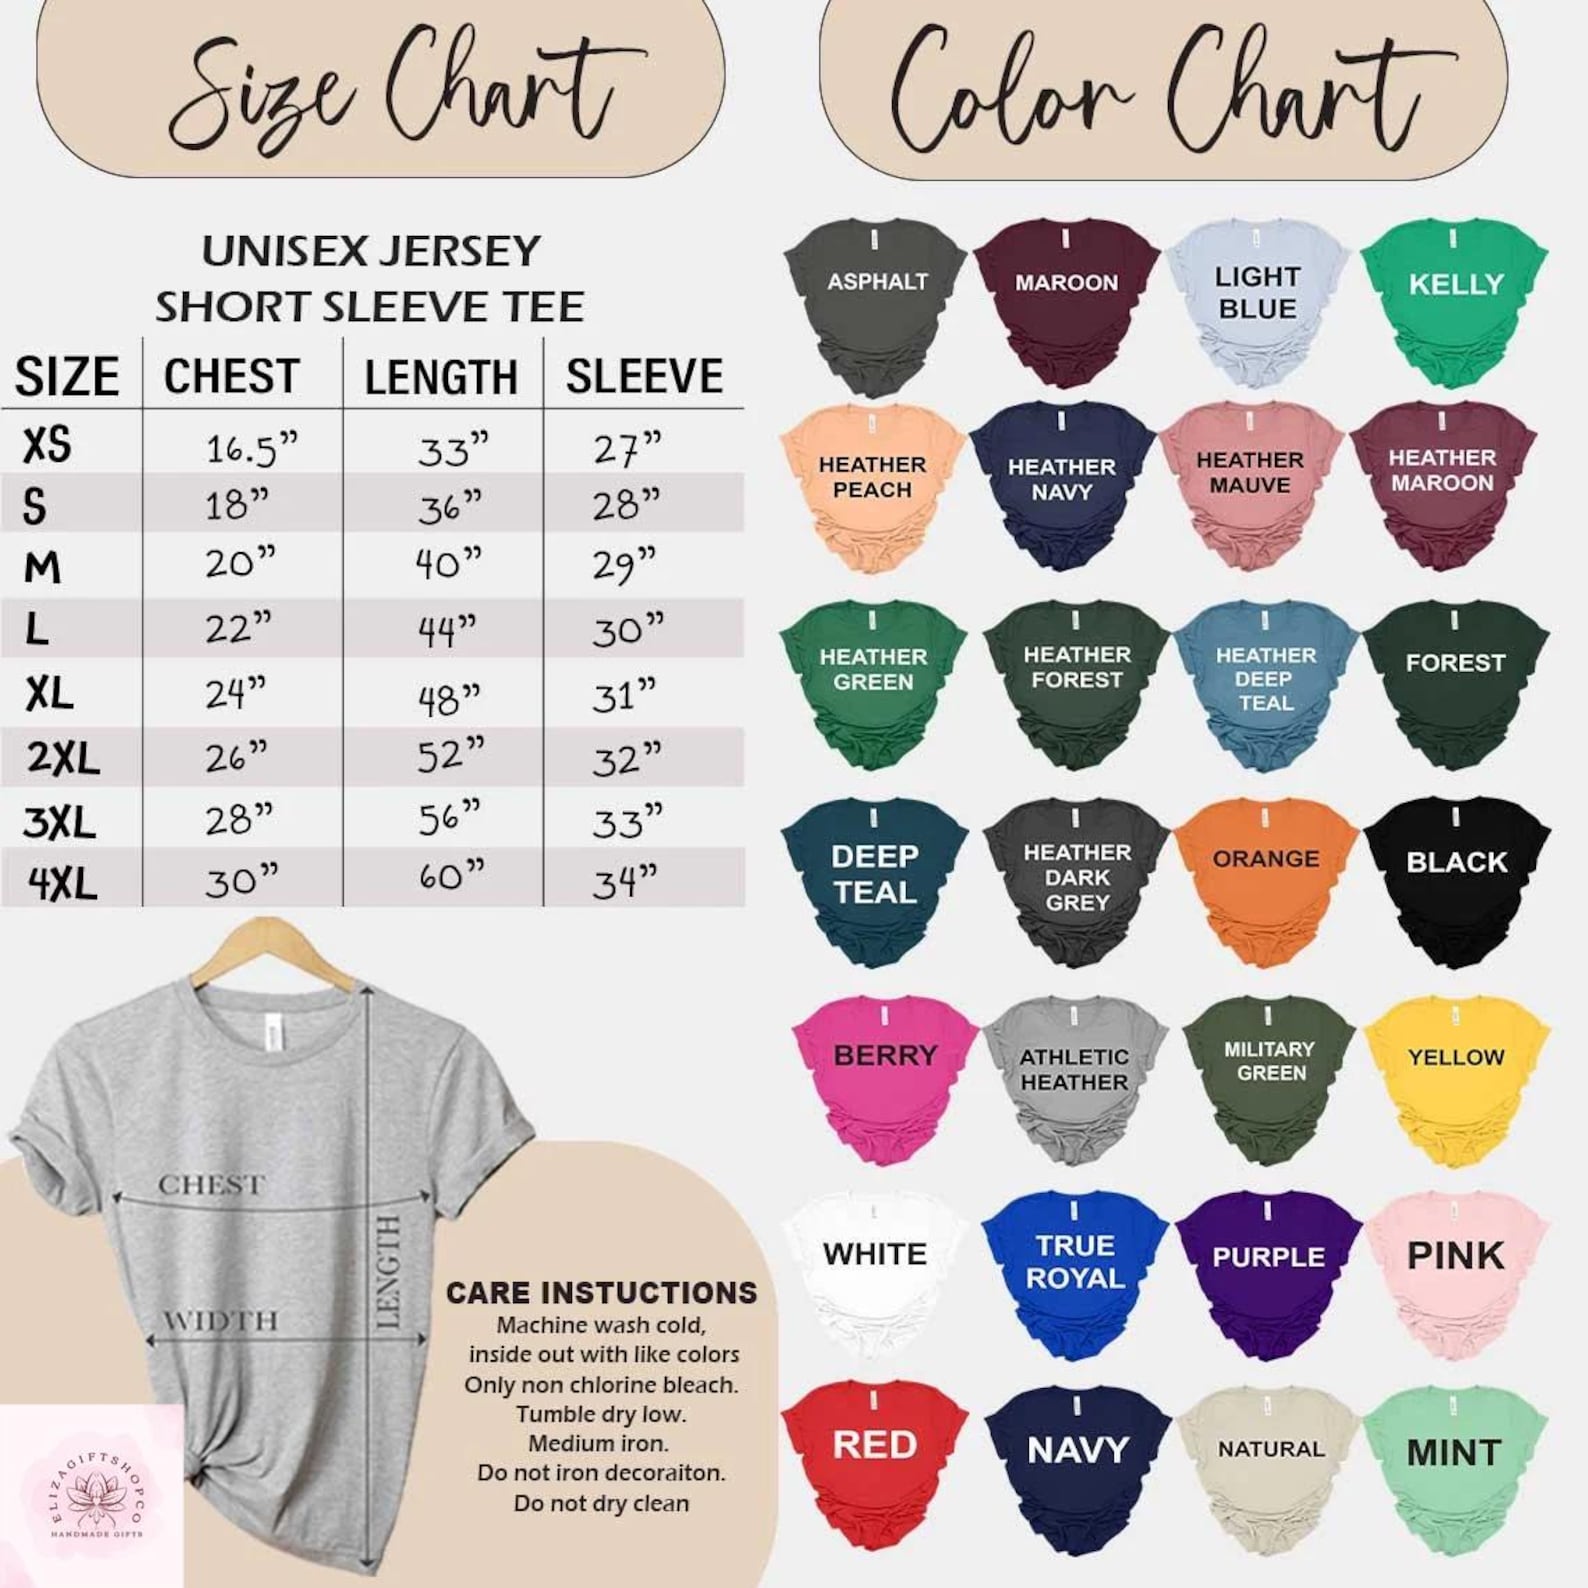 Size Chart
UNISEX JERSEY
SHORT SLEEVE TEE
SIZE CHEST LENGTH SLEEVE
XS 16.5” 33” 27”
S 18” 36” 28”
M 20” 40” 29”
L 22” 44” 30”
XL 24” 48” 31”
2XL 26” 52” 32”
3XL 28” 56” 33”
4XL 30” 60” 34”
CHEST
WIDTH
LENGTH
CARE INSTUCTIONS
Machine wash cold,
inside out with like colors
Only non chlorine bleach.
Tumble dry low.
Medium iron.
Do not iron decoraiton.
Do not dry clean
ELIZAGIFTSHOPCO
HANDMADE GIFTS
Color Chart
ASPHALT
MAROON
LIGHT
BLUE
KELLY
HEATHER
PEACH
HEATHER
NAVY
HEATHER
MAUVE
HEATHER
MAROON
HEATHER
GREEN
HEATHER
FOREST
HEATHER
DEEP
TEAL
FOREST
DEEP
TEAL
HEATHER
DARK
GREY
ORANGE
BLACK
BERRY
ATHLETIC
HEATHER
MILITARY
GREEN
YELLOW
WHITE
TRUE
ROYAL
PURPLE
PINK
RED
NAVY
NATURAL
MINT